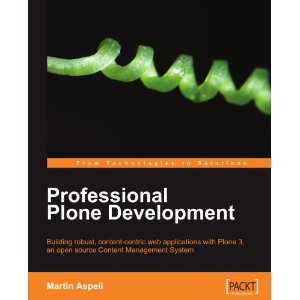 From Technologies to Solutions
Professional
Plone Development
Building robust, content-centric web applications with Plone 3,
an open source Content Management System
Martin Aspeli
PACKT
PUBLISHING